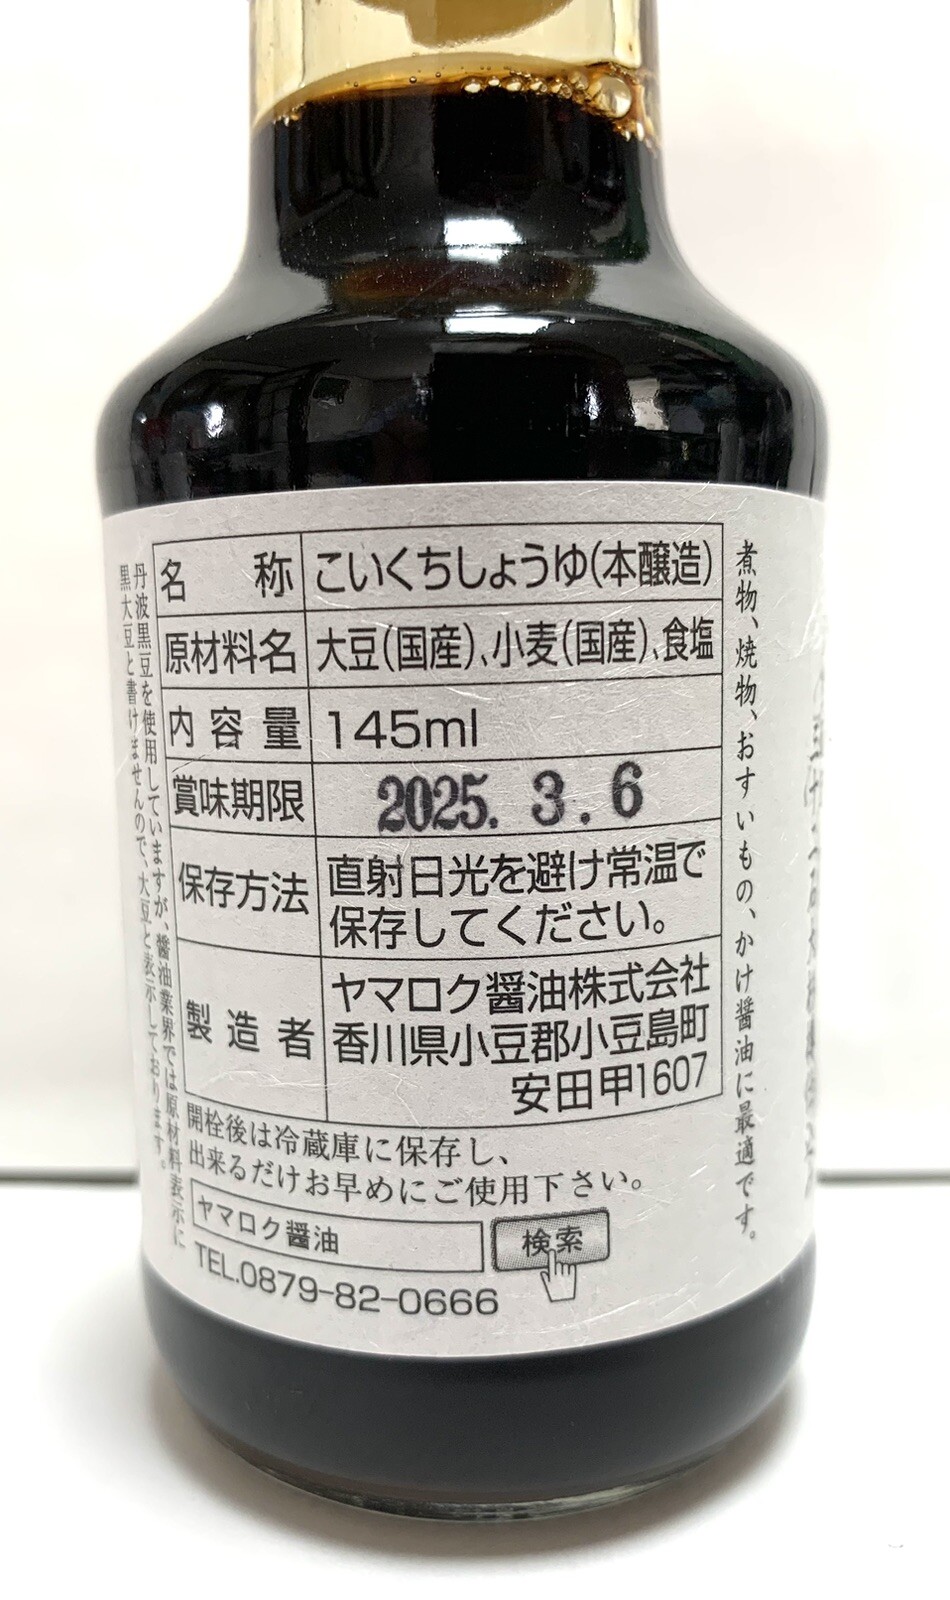 名称 こいくちしょうゆ(本醸造)
原材料名 大豆(国産)、小麦(国産)、食塩
内容量 145ml
賞味期限 2025. 3. 6
保存方法 直射日光を避け常温で
保存してください。
製造者 ヤマロク醤油株式会社
香川県小豆郡小豆島町
安田甲1607
開栓後は冷蔵庫に保存し、
出来るだけお早めにご使用下さい。
ヤマロク醤油 検索
TEL.0879-82-0666
煮物、焼物、おすいもの、かけ醤油に最適です。
丹波黒豆を使用していますが、醤油業界では原材料表示に
黒大豆と書けませんので、大豆と表示しております。